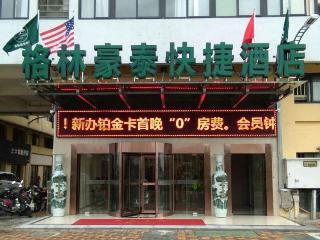 格林豪泰快捷酒店
！新办铂金卡首晚“0”房费。会员钟